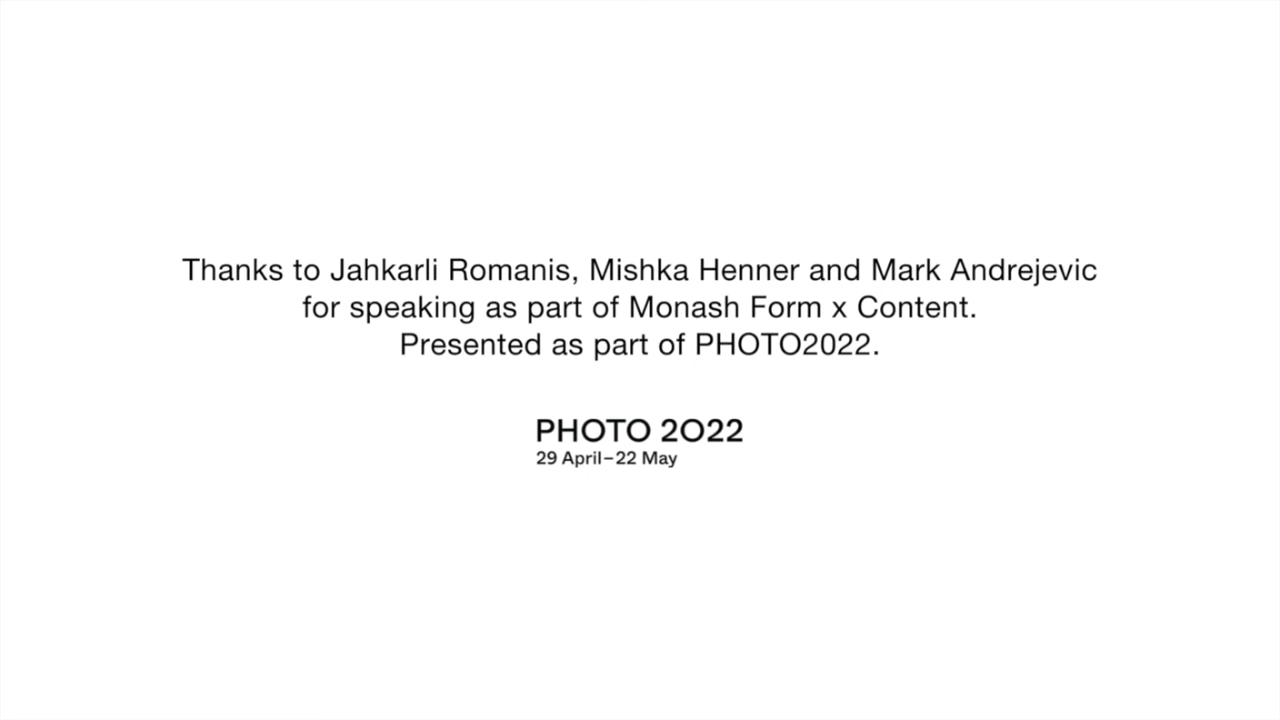 Thanks to Jahkarli Romanis, Mishka Henner and Mark Andrejevic
for speaking as part of Monash Form x Content.
Presented as part of PHOTO2022.
PHOTO 2022
29 April–22 May